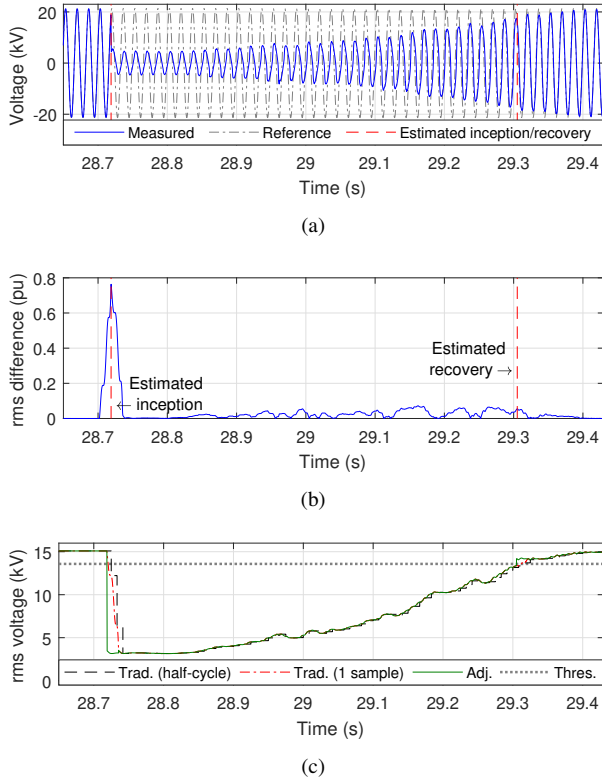 20
0
-20
Voltage (kV)
Measured Reference Estimated inception/recovery
28.7 28.8 28.9 29 29.1 29.2 29.3 29.4
Time (s)
(a)
0.8
0.6
0.4
0.2
0
rms difference (pu)
Estimated
inception
Estimated
recovery →
28.7 28.8 28.9 29 29.1 29.2 29.3 29.4
Time (s)
(b)
15
10
5
0
rms voltage (kV)
Trad. (half-cycle) Trad. (1 sample) Adj. Thres.
28.7 28.8 28.9 29 29.1 29.2 29.3 29.4
Time (s)
(c)